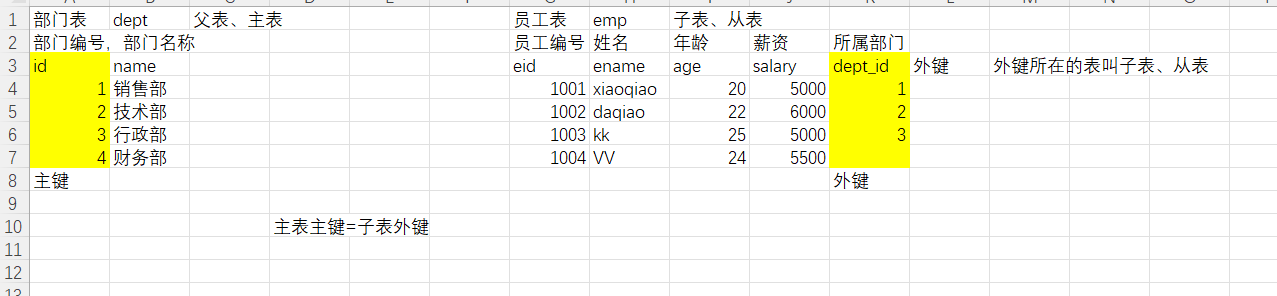 1 部门表 dept 父表、主表 员工表 emp 子表、从表
2 部门编号, 部门名称 员工编号 姓名 年龄 薪资 所属部门
3 id name eid ename age salary dept_id 外键 外键所在的表叫子表、从表
4 1 销售部 1001 xiaoqiao 20 5000 1
5 2 技术部 1002 daqiao 22 6000 2
6 3 行政部 1003 kk 25 5000 3
7 4 财务部 1004 VV 24 5500
8 主键 外键
9
10 主表主键=子表外键
11
12
13